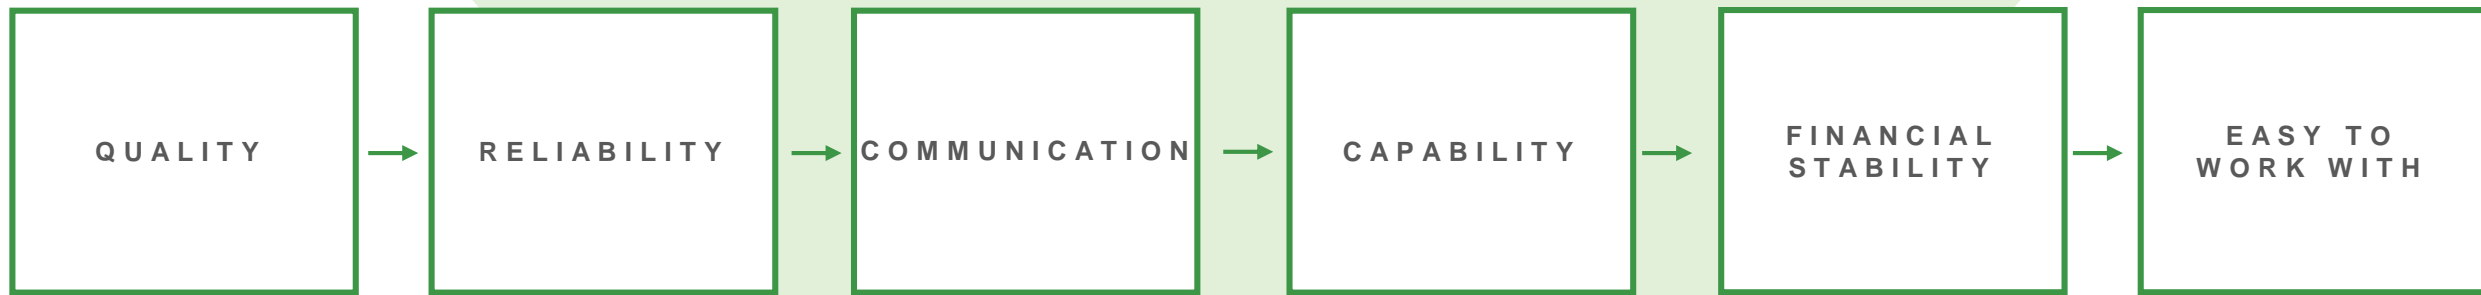 QUALITY
RELIABILITY
COMMUNICATION
CAPABILITY
FINANCIAL
STABILITY
EASY TO
WORK WITH